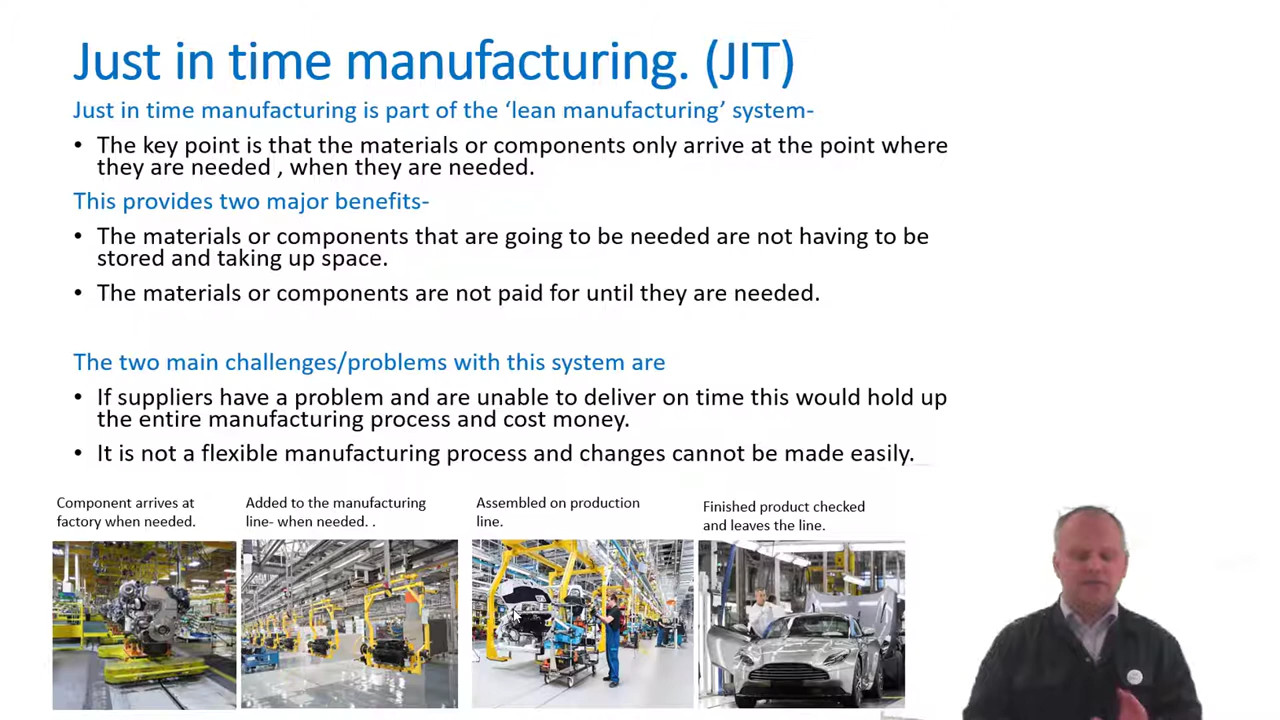 Just in time manufacturing. (JIT)
Just in time manufacturing is part of the ‘lean manufacturing’ system-
• The key point is that the materials or components only arrive at the point where
they are needed , when they are needed.
This provides two major benefits-
• The materials or components that are going to be needed are not having to be
stored and taking up space.
• The materials or components are not paid for until they are needed.
The two main challenges/problems with this system are
• If suppliers have a problem and are unable to deliver on time this would hold up
the entire manufacturing process and cost money.
• It is not a flexible manufacturing process and changes cannot be made easily.
Component arrives at
factory when needed.
Added to the manufacturing
line- when needed. .
Assembled on production
line.
Finished product checked
and leaves the line.